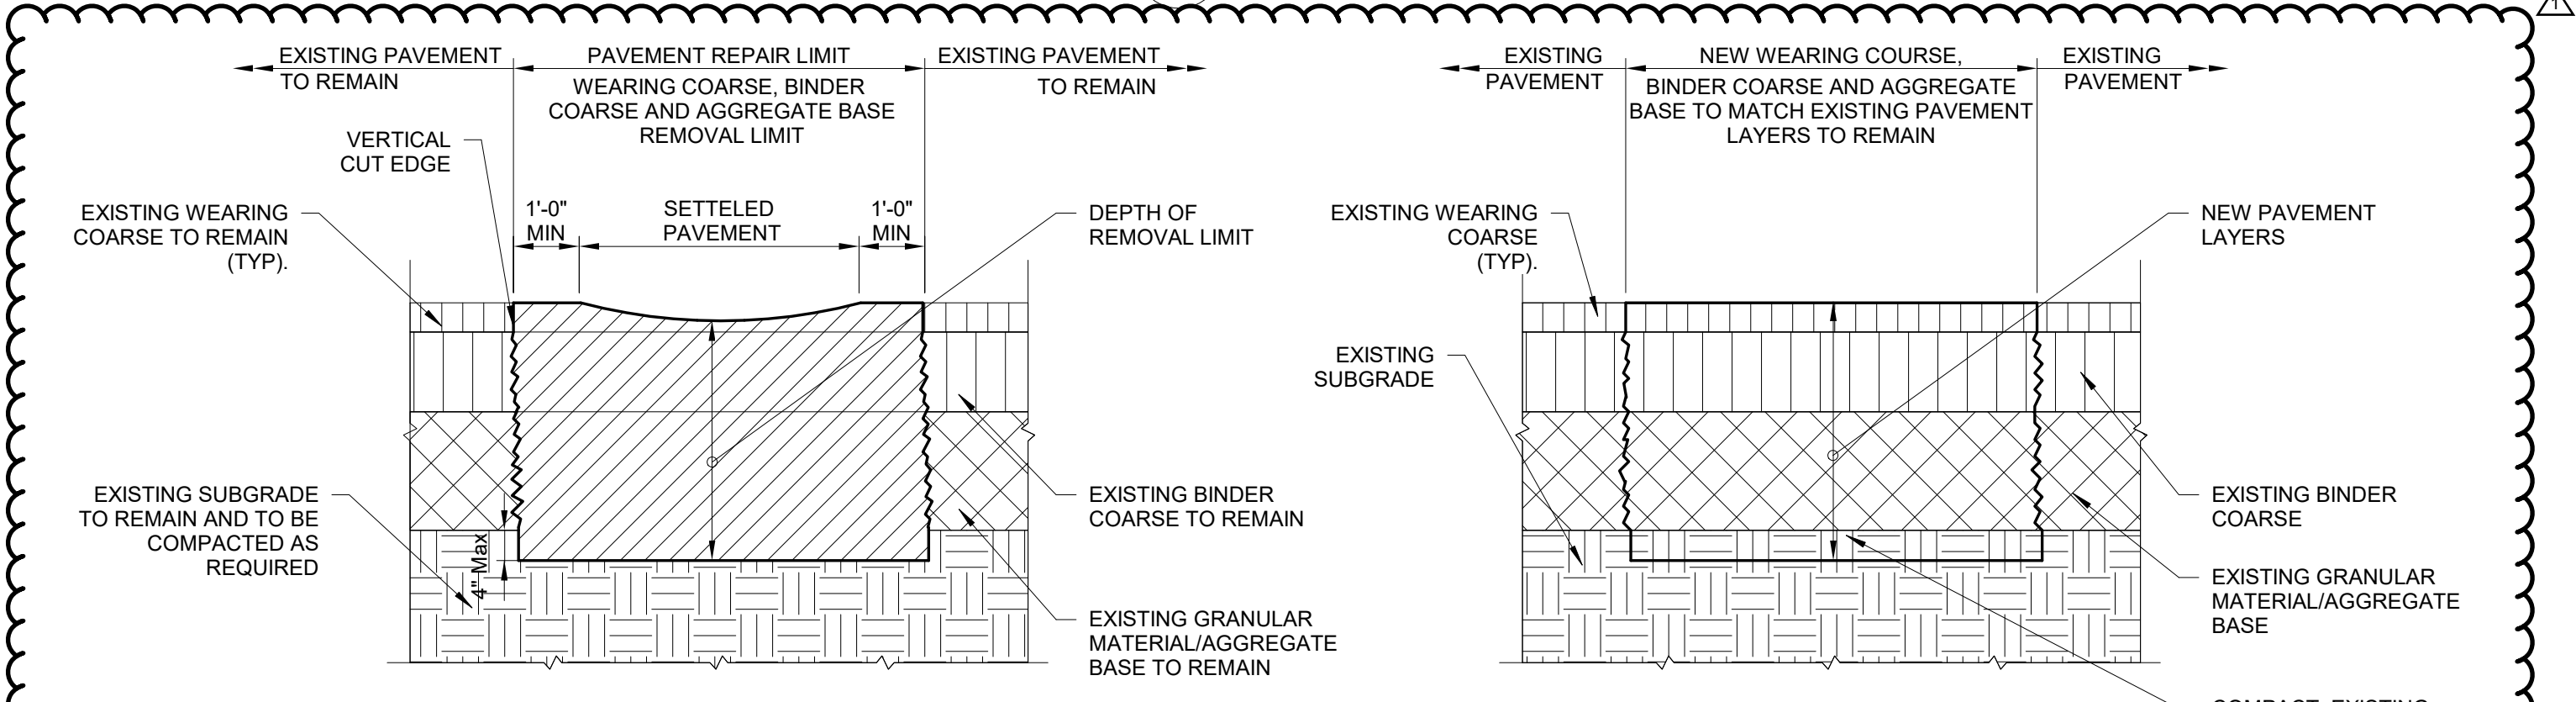 1
EXISTING PAVEMENT
TO REMAIN
PAVEMENT REPAIR LIMIT
WEARING COARSE, BINDER
COARSE AND AGGREGATE BASE
REMOVAL LIMIT
EXISTING PAVEMENT
TO REMAIN
VERTICAL
CUT EDGE
EXISTING WEARING
COARSE TO REMAIN
(TYP).
1'-0"
MIN
SETTELED
PAVEMENT
1'-0"
MIN
DEPTH OF
REMOVAL LIMIT
EXISTING SUBGRADE
TO REMAIN AND TO BE
COMPACTED AS
REQUIRED
4" Max
EXISTING BINDER
COARSE TO REMAIN
EXISTING GRANULAR
MATERIAL/AGGREGATE
BASE TO REMAIN
EXISTING
PAVEMENT
NEW WEARING COURSE,
BINDER COARSE AND AGGREGATE
BASE TO MATCH EXISTING PAVEMENT
LAYERS TO REMAIN
EXISTING
PAVEMENT
EXISTING WEARING
COARSE
(TYP).
EXISTING
SUBGRADE
NEW PAVEMENT
LAYERS
EXISTING BINDER
COARSE
EXISTING GRANULAR
MATERIAL/AGGREGATE
BASE
COMPACT EXISTING